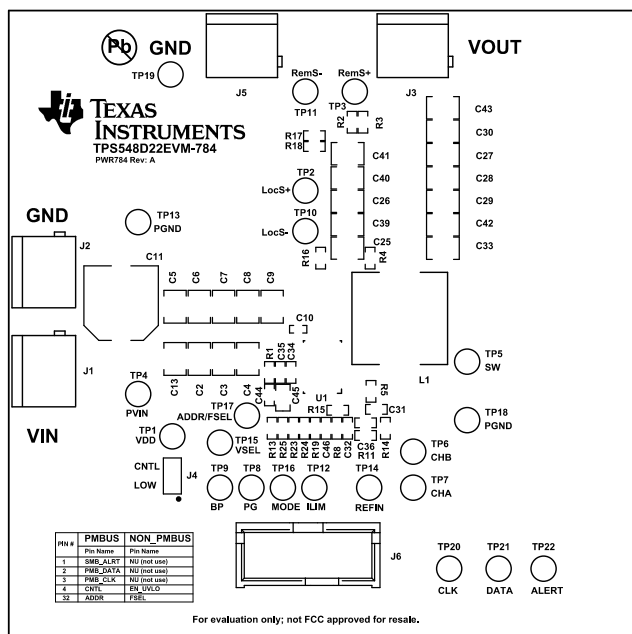 Pb GND VOUT
TP19 J5 RemS- RemS+ J3
TP11 TP3
TEXAS
INSTRUMENTS
TPS548D22EVM-784
PWR784 Rev: A
R17
R18
R2 R3
C43
C30
C27
C28
C29
C42
C33
C41
C40
C26
C39
C25
TP2
LocS+
TP10
LocS-
R16 R4
GND
TP13
PGND
J2
C11
C5 C6 C7 C8 C9
C10
J1
C13 C2 C3 C4
R1 C35 C34
C44 C45
U1
R15
L1
R5
C31
TP5
SW
TP4
PVIN
VIN
TP17
ADDR/FSEL
TP18
PGND
TP1
VDD
TP15
VSEL
R13 R25 R23 R24 R19 C46 R8 C32
C36
R11
R14
TP6
CHB
CNTL
LOW
J4
TP9 TP8 TP16 TP12 TP14
BP PG MODE ILIM REFIN
TP7
CHA
J6
PIN # PMBUS NON_PMBUS
Pin Name Pin Name
1 SMB_ALRT NU (not use)
2 PMB_DATA NU (not use)
3 PMB_CLK NU (not use)
4 CNTL EN_UVLO
32 ADDR FSEL
TP20 TP21 TP22
CLK DATA ALERT
For evaluation only; not FCC approved for resale.